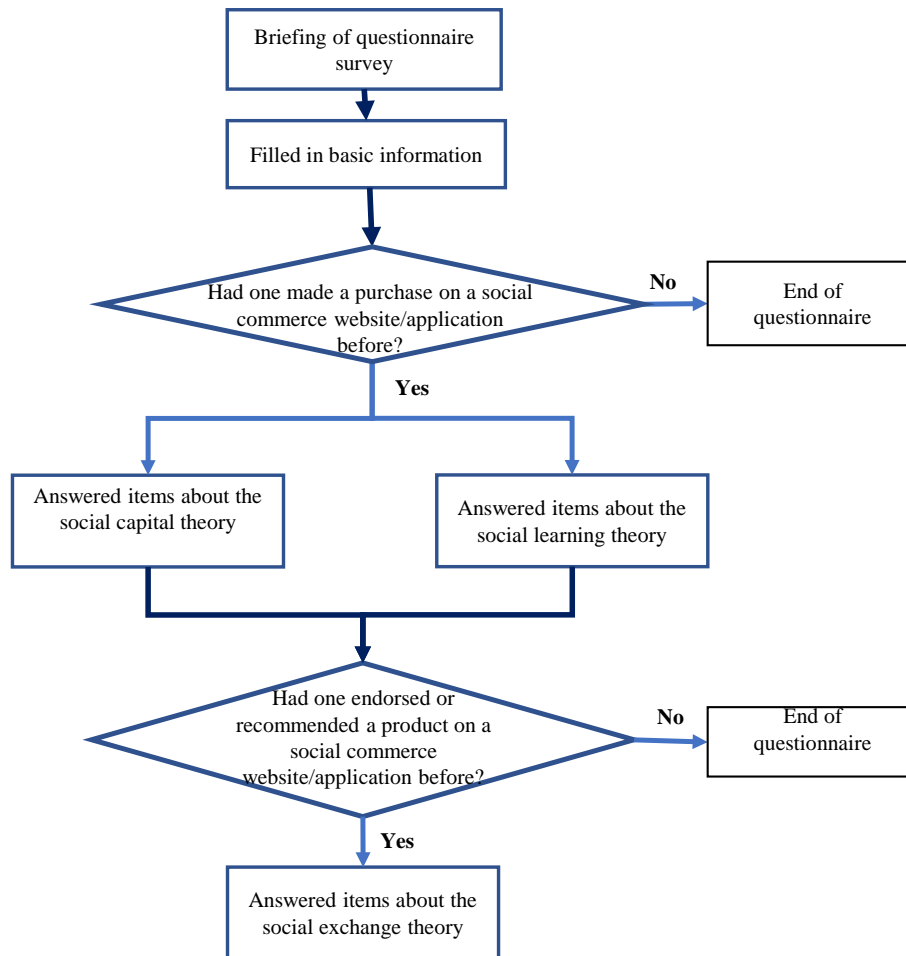 Briefing of questionnaire
survey
Filled in basic information
Had one made a purchase on a social
commerce website/application
before?
No
End of
questionnaire
Yes
Answered items about the
social capital theory
Answered items about the
social learning theory
Had one endorsed or
recommended a product on a
social commerce
website/application before?
No
End of
questionnaire
Yes
Answered items about the
social exchange theory